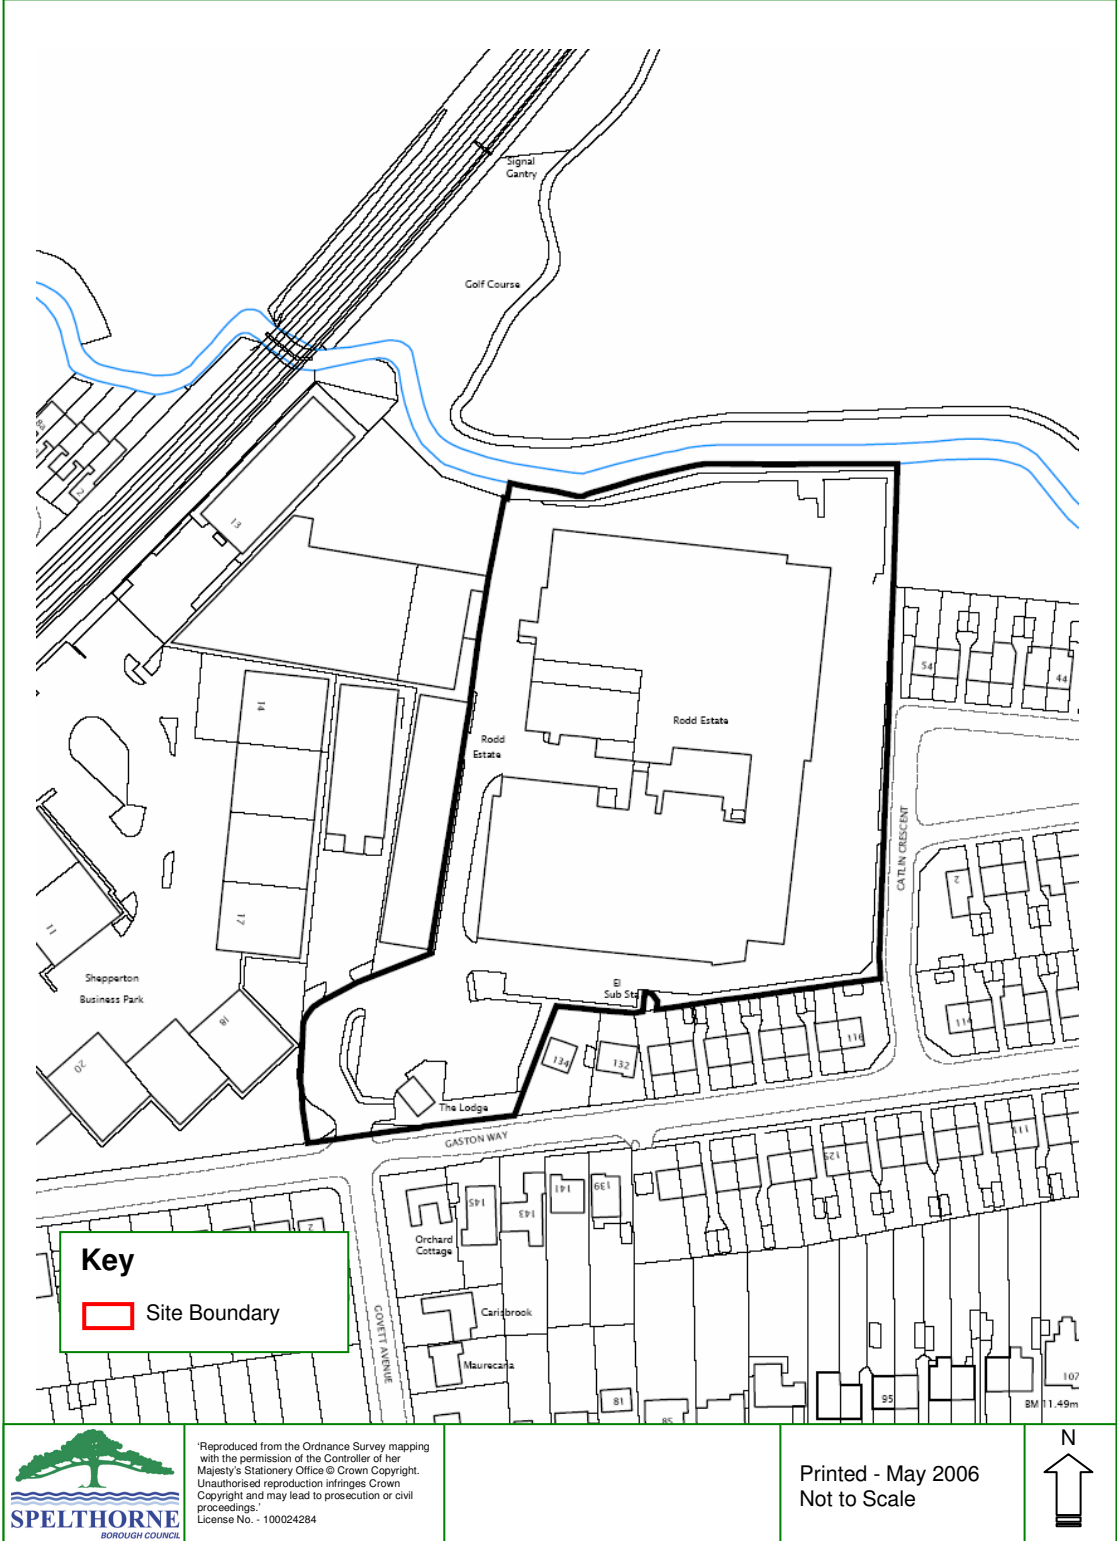 Signal
Gantry
Golf Course
8a
2
13
54
44
14
Rodd Estate
Rodd
Estate
CATLIN CRESCENT
2
17
11
Shepperton
Business Park
El
Sub Sta
18
20
134
132
116
114
The Lodge
GASTON WAY
111
125
145
143
141
139
Orchard
Cottage
2
Key
Site Boundary
GOVETT AVENUE
Carisbrook
Maurecana
81
85
95
107
BM 11.49m
SPELTHORNE
BOROUGH COUNCIL
'Reproduced from the Ordnance Survey mapping
with the permission of the Controller of her
Majesty's Stationery Office © Crown Copyright.
Unauthorised reproduction infringes Crown
Copyright and may lead to prosecution or civil
proceedings.'
License No. - 100024284
Printed - May 2006
Not to Scale
N